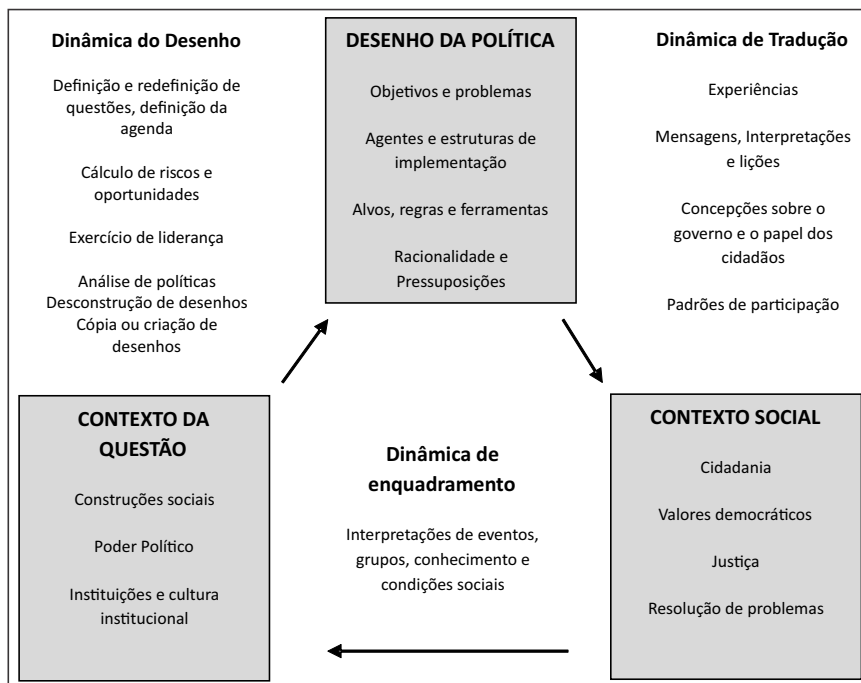 Dinâmica do Desenho
Definição e redefinição de
questões, definição da
agenda
Cálculo de riscos e
oportunidades
Exercício de liderança
Análise de políticas
Desconstrução de desenhos
Cópia ou criação de
desenhos
DESENHO DA POLÍTICA
Objetivos e problemas
Agentes e estruturas de
implementação
Alvos, regras e ferramentas
Racionalidade e
Pressuposições
Dinâmica de Tradução
Experiências
Mensagens, Interpretações
e lições
Concepções sobre o
governo e o papel dos
cidadãos
Padrões de participação
CONTEXTO DA
QUESTÃO
Construções sociais
Poder Político
Instituições e cultura
institucional
Dinâmica de
enquadramento
Interpretações de eventos,
grupos, conhecimento e
condições sociais
CONTEXTO SOCIAL
Cidadania
Valores democráticos
Justiça
Resolução de problemas